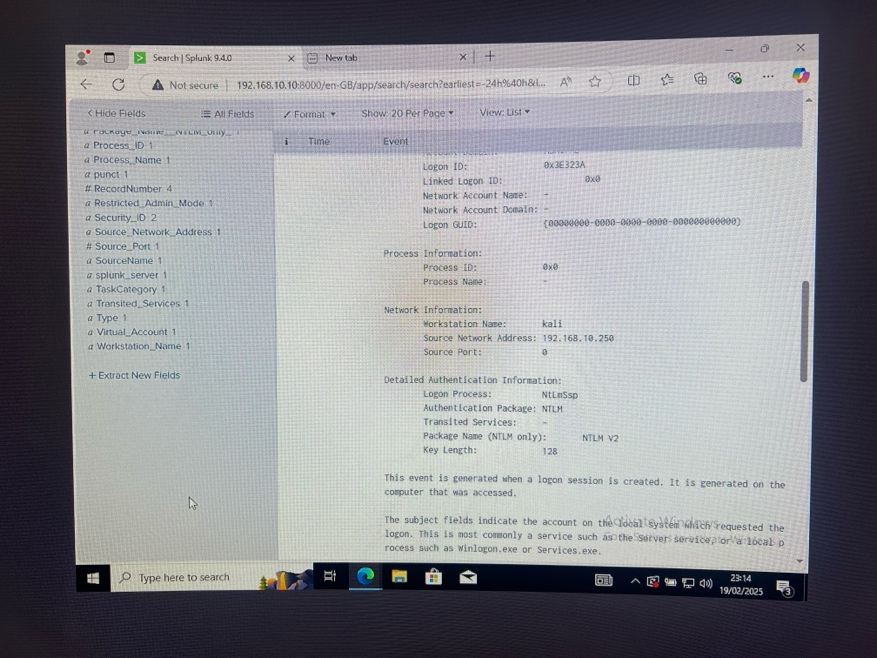 Search | Splunk 9.4.0
New tab
Not secure 192.168.10.10:8000/en-GB/app/search/search?earliest=-24h%40h&l...
< Hide Fields
All Fields
Format
Show: 20 Per Page
View: List
i Time Event
a Process_ID 1
a Process_Name 1
a punct 1
# RecordNumber 4
a Restricted_Admin_Mode 1
a Security_ID 2
a Source_Network_Address 1
# Source_Port 1
a SourceName 1
a splunk_server 1
a TaskCategory 1
a Transited_Services 1
a Type 1
a Virtual_Account 1
a Workstation_Name 1
+ Extract New Fields
Logon ID: 0x3E323A
Linked Logon ID: 0x0
Network Account Name: -
Network Account Domain: -
Logon GUID: {00000000-0000-0000-0000-000000000000}
Process Information:
Process ID: 0x0
Process Name: -
Network Information:
Workstation Name: kali
Source Network Address: 192.168.10.250
Source Port: 0
Detailed Authentication Information:
Logon Process: NtLmSsp
Authentication Package: NTLM
Transited Services: -
Package Name (NTLM only): NTLM V2
Key Length: 128
This event is generated when a logon session is created. It is generated on the
computer that was accessed.
The subject fields indicate the account on the local system which requested the
logon. This is most commonly a service such as the Server service, or a local p
rocess such as Winlogon.exe or Services.exe.
Activate Windows
Type here to search
23:14
19/02/2025
3